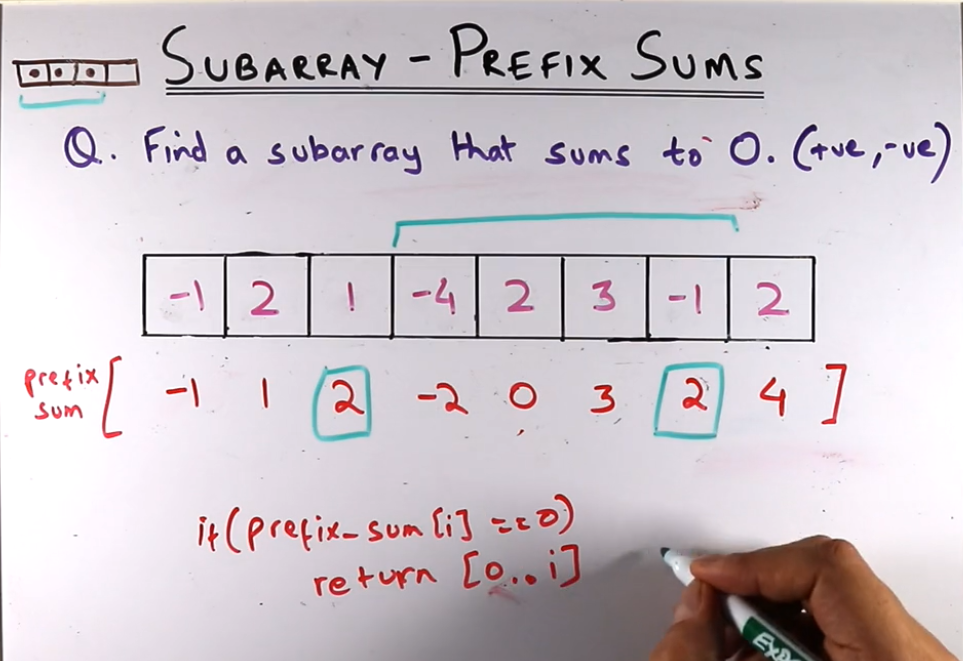 SUBARRAY - PREFIX SUMS
Q. Find a subarray that sums to 0. (+ve, -ve)
-1 2 1 -4 2 3 -1 2
prefix sum [ -1 1 2 -2 0 3 2 4 ]
if(prefix_sum[i] == 0)
return [0..i]
EXP